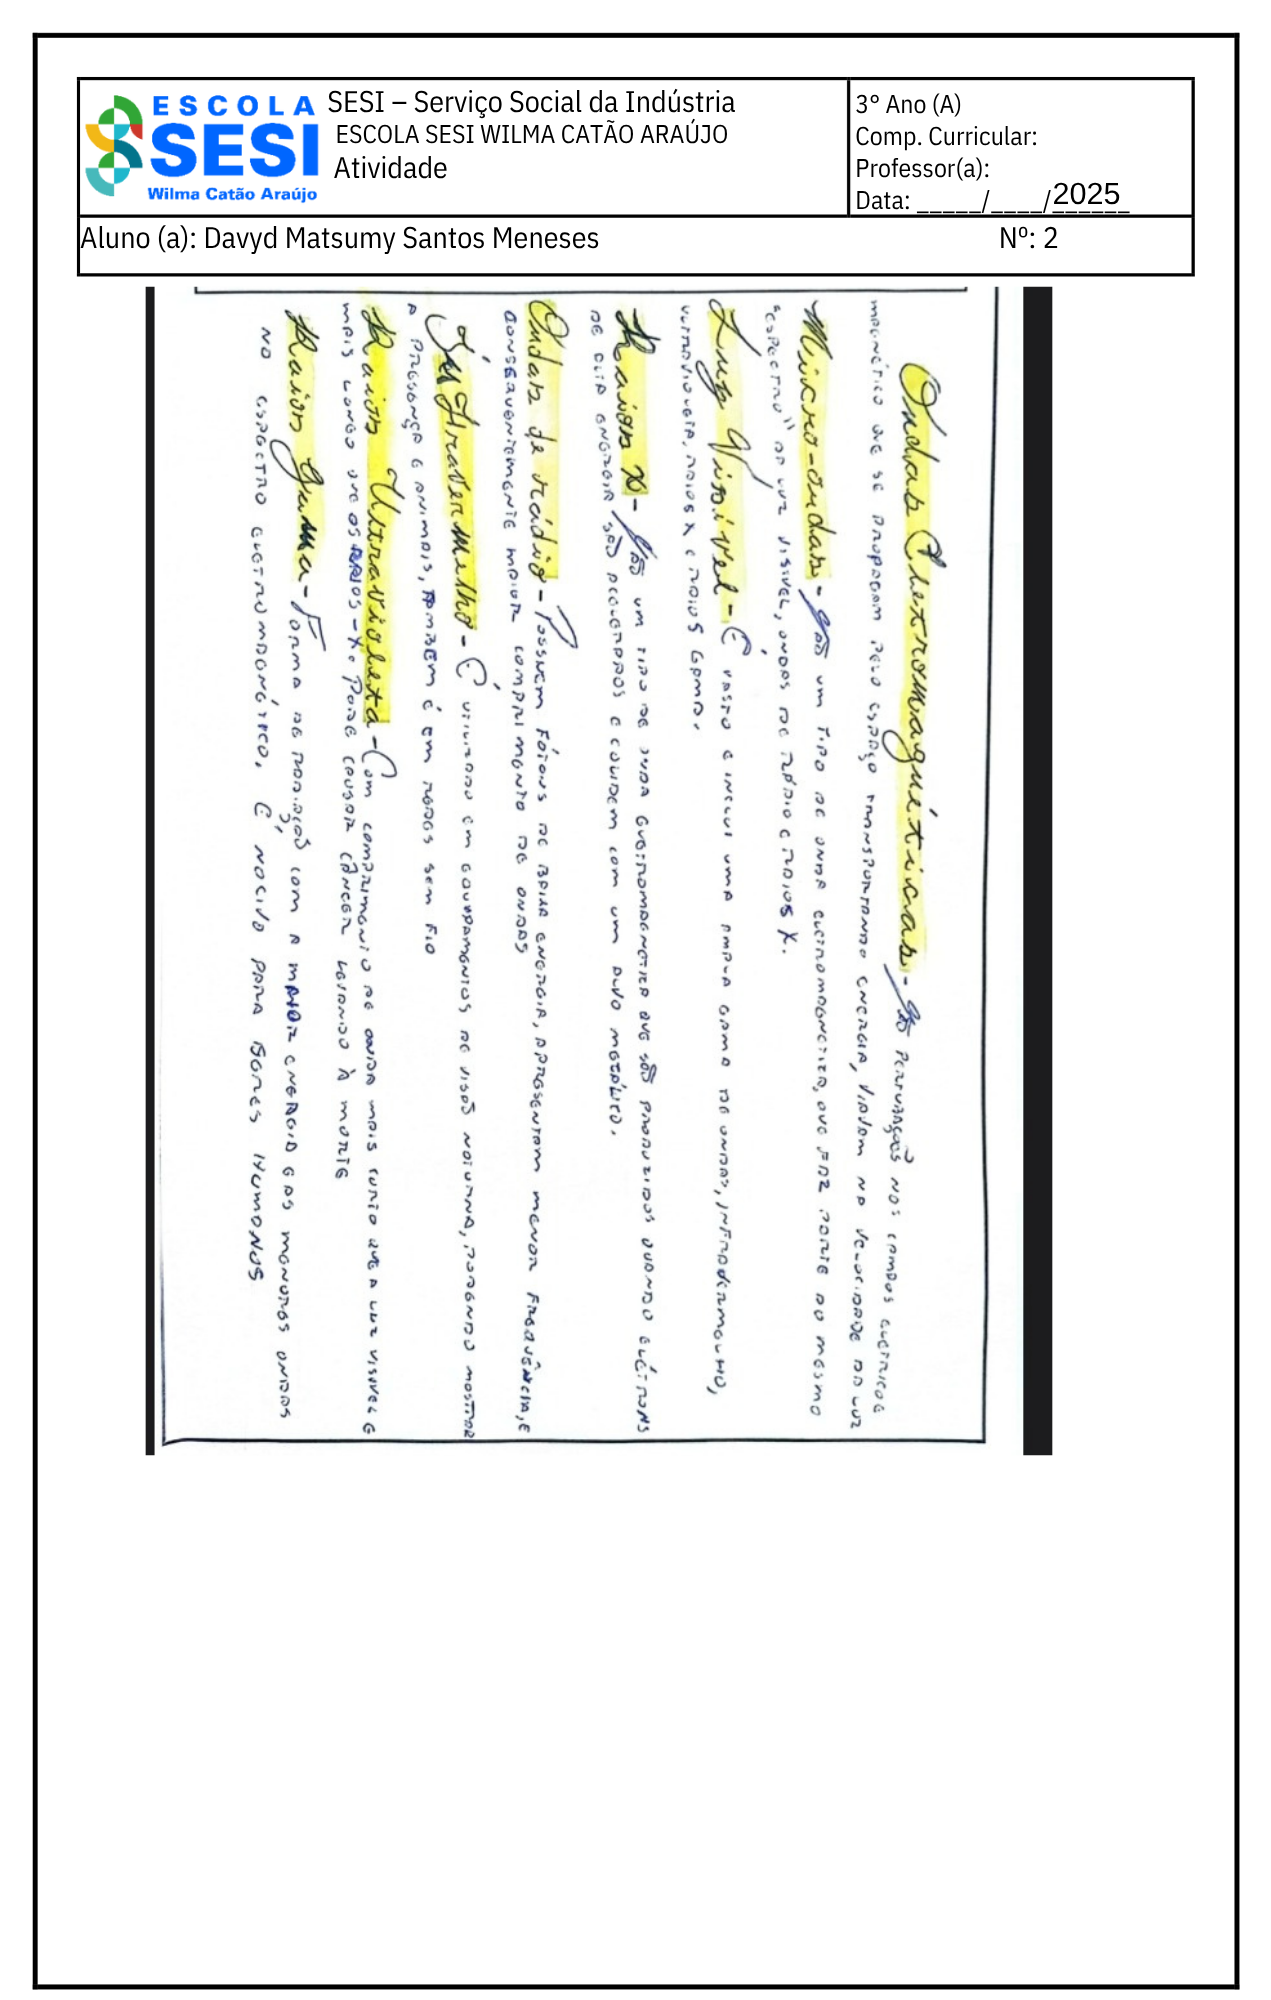 ESCOLA
SESI
Wilma Catão Araújo
SESI – Serviço Social da Indústria
ESCOLA SESI WILMA CATÃO ARAÚJO
Atividade
3° Ano (A)
Comp. Curricular:
Professor(a):
Data: _____/____/2025
Aluno (a): Davyd Matsumy Santos Meneses Nº: 2
Ondas Eletromagnéticas - São perturbações nos campos elétricos e
magnético que se propagam pelo espaço transportando energia, viajam na velocidade da luz
Micro-ondas - São um tipo de onda eletromagnética, que faz parte do mesmo
"espectro" da luz visivel, ondas de rádio e raios X.
Luz Visivel - É vasto e inclui uma ampla gama de ondas, infravermelho,
ultravioleta, raios X e raios gama.
Raios X - São um tipo de onda eletromagnetica que são produzidos quando elétrons
de alta energia são acelerados e colidem com um alvo metálico.
Ondas de rádio - Possuem fótons de baixa energia, apresentam menor frequência, e
consequentemente maior comprimento de ondas
Infravermelho - É utilizado em equipamentos de visão noturna, podendo mostrar
a presença e animais, tambem é em redes sem fio
Raios Utravioleta - Com comprimento de onda mais curto que a luz visivel e
mais longo que os raios-X. Pode causar câncer levando à morte
Raios Gama - Forma de radiação com a maior energia e as menores ondas
no espectro eletromagnético, É nocivo para seres humonos